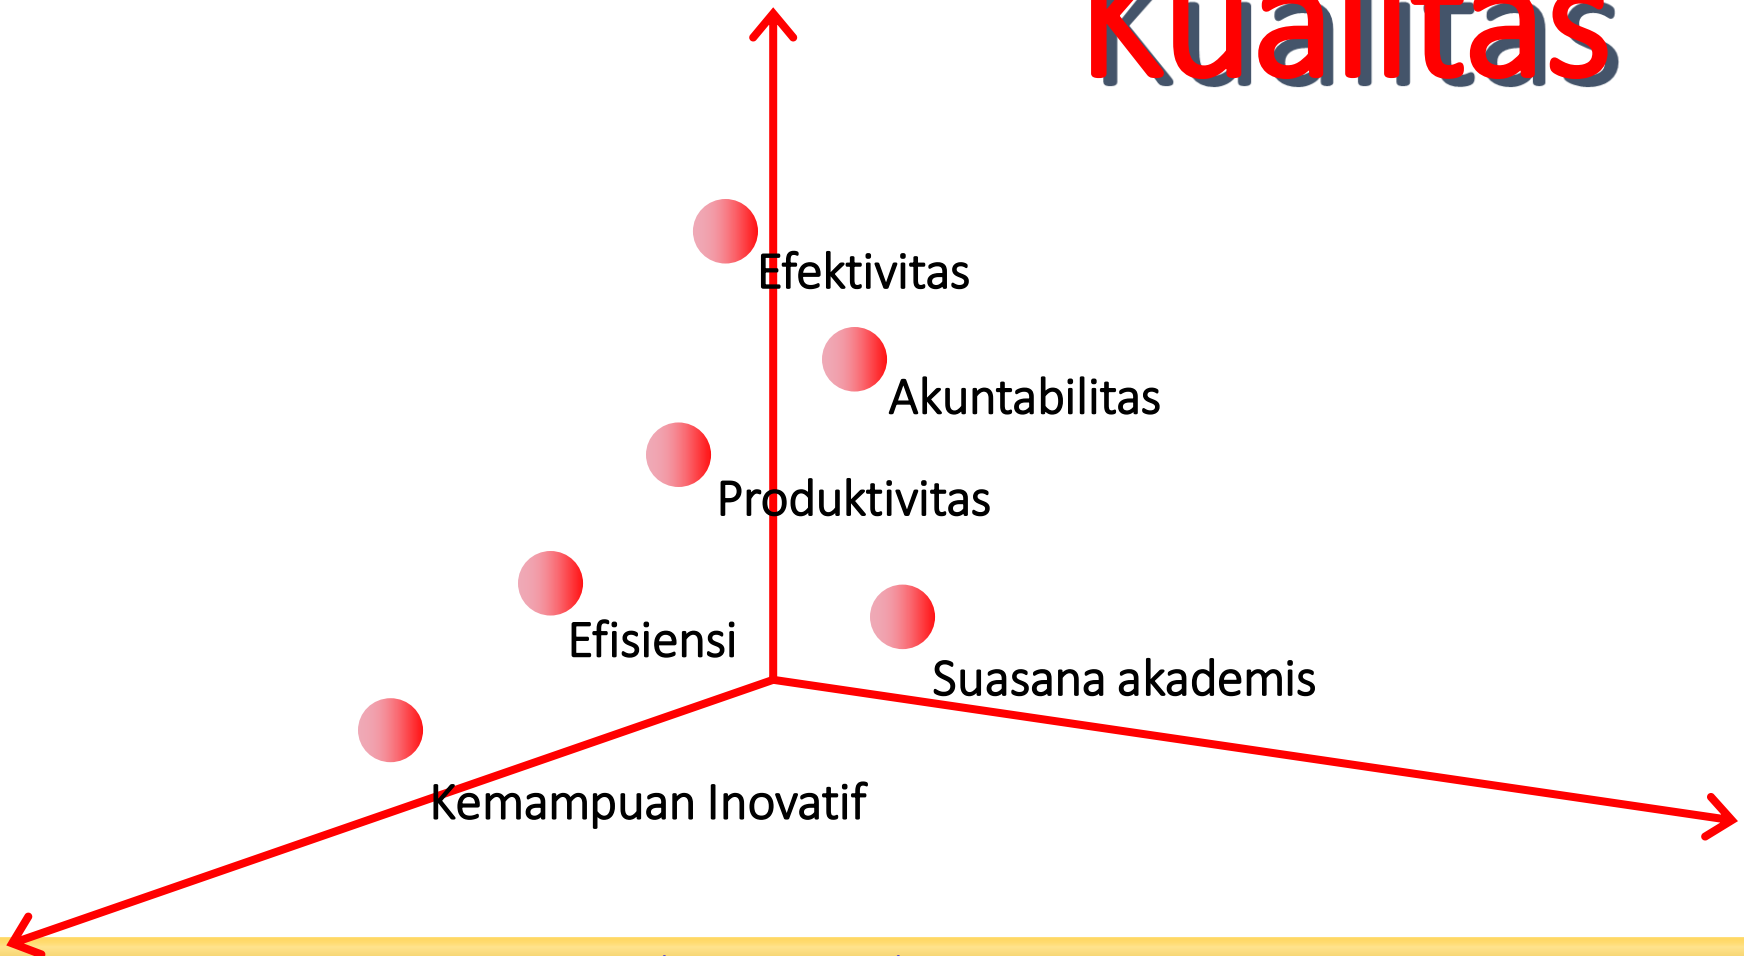 Kualitas
Efektivitas
Akuntabilitas
Produktivitas
Efisiensi
Suasana akademis
Kemampuan Inovatif